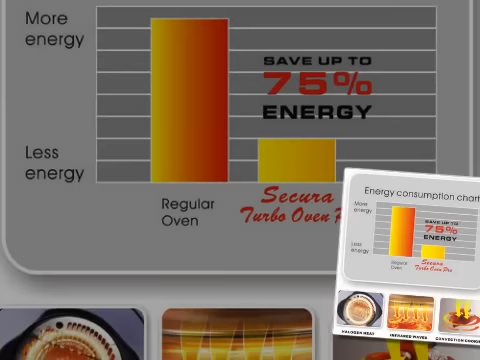 More
energy
SAVE UP TO
75%
ENERGY
Less
energy
Regular
Oven
Secura
Turbo Oven
Energy consumption chart
More
energy
SAVE UP TO
75%
ENERGY
Less
energy
Regular
Oven
Secura
Turbo Oven Pro
HALOGEN HEAT
INFRARED WAVES
CONVECTION